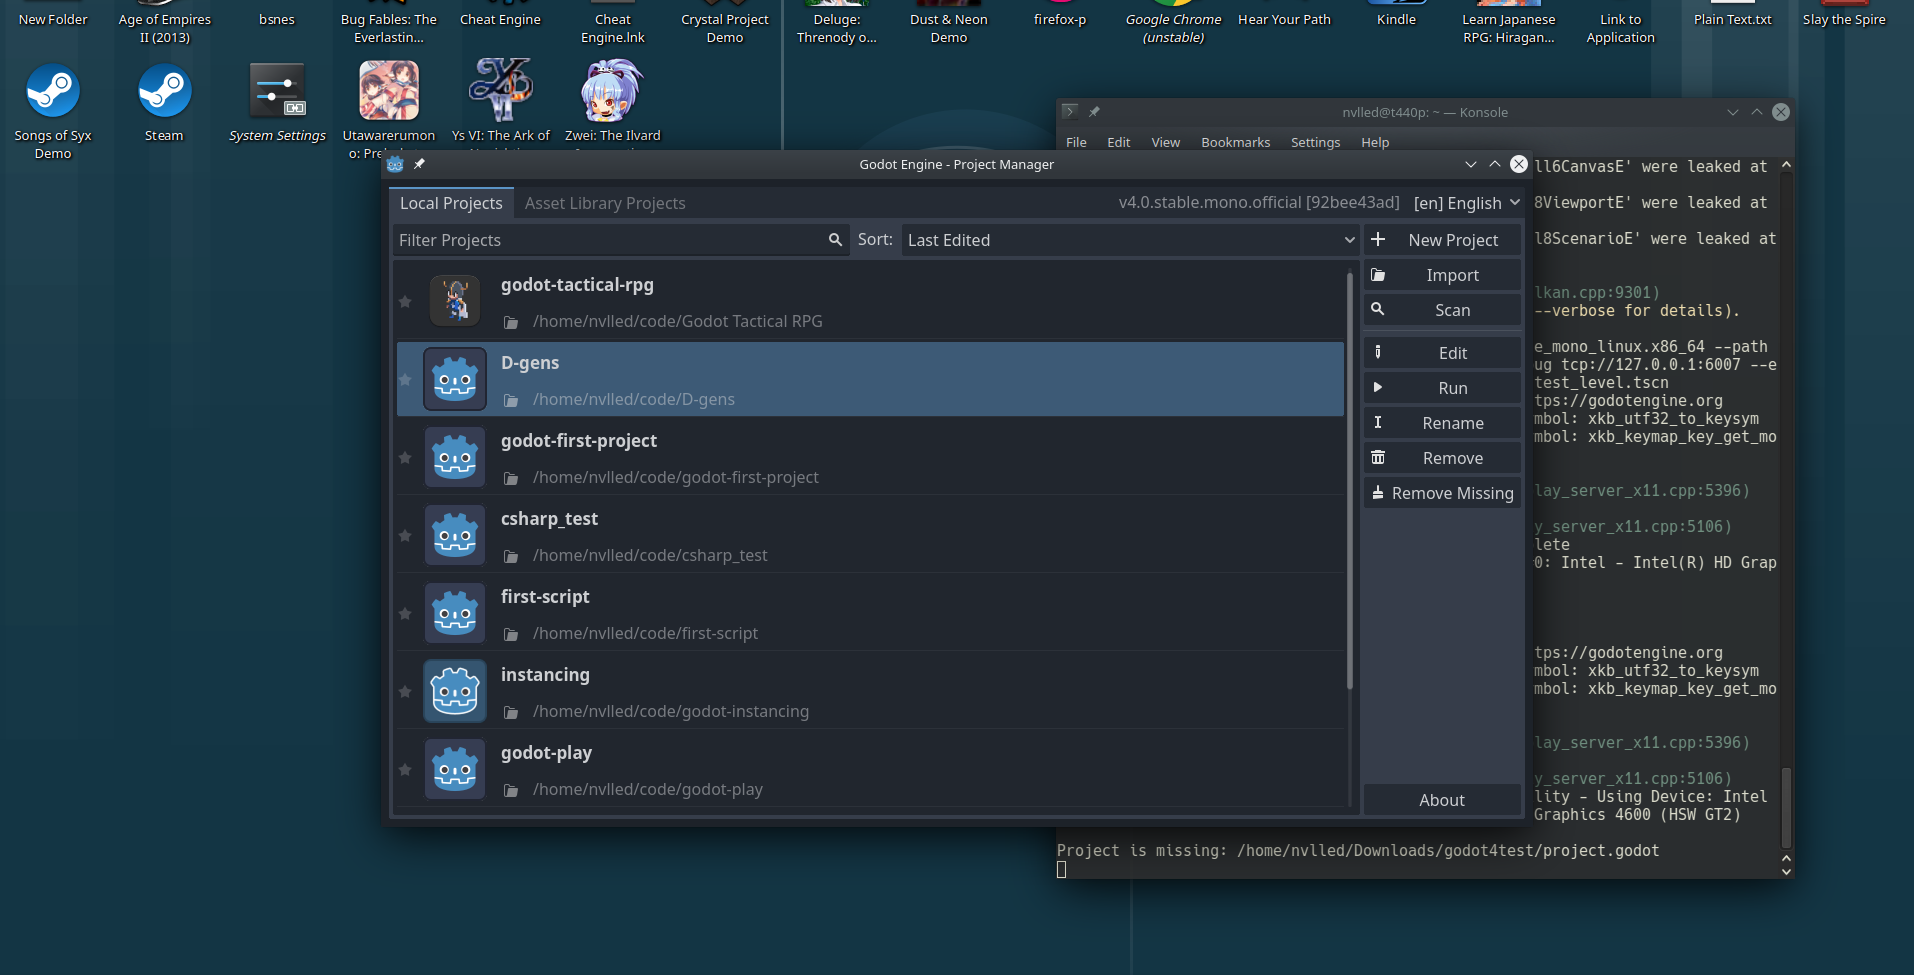 New Folder
Age of Empires
II (2013)
bsnes
Bug Fables: The
Everlastin...
Cheat Engine
Cheat
Engine.lnk
Crystal Project
Demo
Deluge:
Threnody o...
Dust & Neon
Demo
firefox-p
Google Chrome
(unstable)
Hear Your Path
Kindle
Learn Japanese
RPG: Hiragan...
Link to
Application
Plain Text.txt
Slay the Spire
Songs of Syx
Demo
Steam
System Settings
Utawarerumon
o:
Ys VI: The Ark of
Zwei: The Ilvard
nvlled@t440p: ~ — Konsole
File Edit View Bookmarks Settings Help
Godot Engine - Project Manager
Local Projects
Asset Library Projects
v4.0.stable.mono.official [92bee43ad]
[en] English
Filter Projects
Sort:
Last Edited
godot-tactical-rpg
/home/nvlled/code/Godot Tactical RPG
D-gens
/home/nvlled/code/D-gens
godot-first-project
/home/nvlled/code/godot-first-project
csharp_test
/home/nvlled/code/csharp_test
first-script
/home/nvlled/code/first-script
instancing
/home/nvlled/code/godot-instancing
godot-play
/home/nvlled/code/godot-play
New Project
Import
Scan
Edit
Run
Rename
Remove
Remove Missing
About
ll6CanvasE' were leaked at
8ViewportE' were leaked at
l8ScenarioE' were leaked at
lkan.cpp:9301)
--verbose for details).
e_mono_linux.x86_64 --path
ug tcp://127.0.0.1:6007 --e
test_level.tscn
tps://godotengine.org
mbol: xkb_utf32_to_keysym
mbol: xkb_keymap_key_get_mo
lay_server_x11.cpp:5396)
y_server_x11.cpp:5106)
lete
0: Intel - Intel(R) HD Grap
tps://godotengine.org
mbol: xkb_utf32_to_keysym
mbol: xkb_keymap_key_get_mo
lay_server_x11.cpp:5396)
y_server_x11.cpp:5106)
lity - Using Device: Intel
Graphics 4600 (HSW GT2)
Project is missing: /home/nvlled/Downloads/godot4test/project.godot